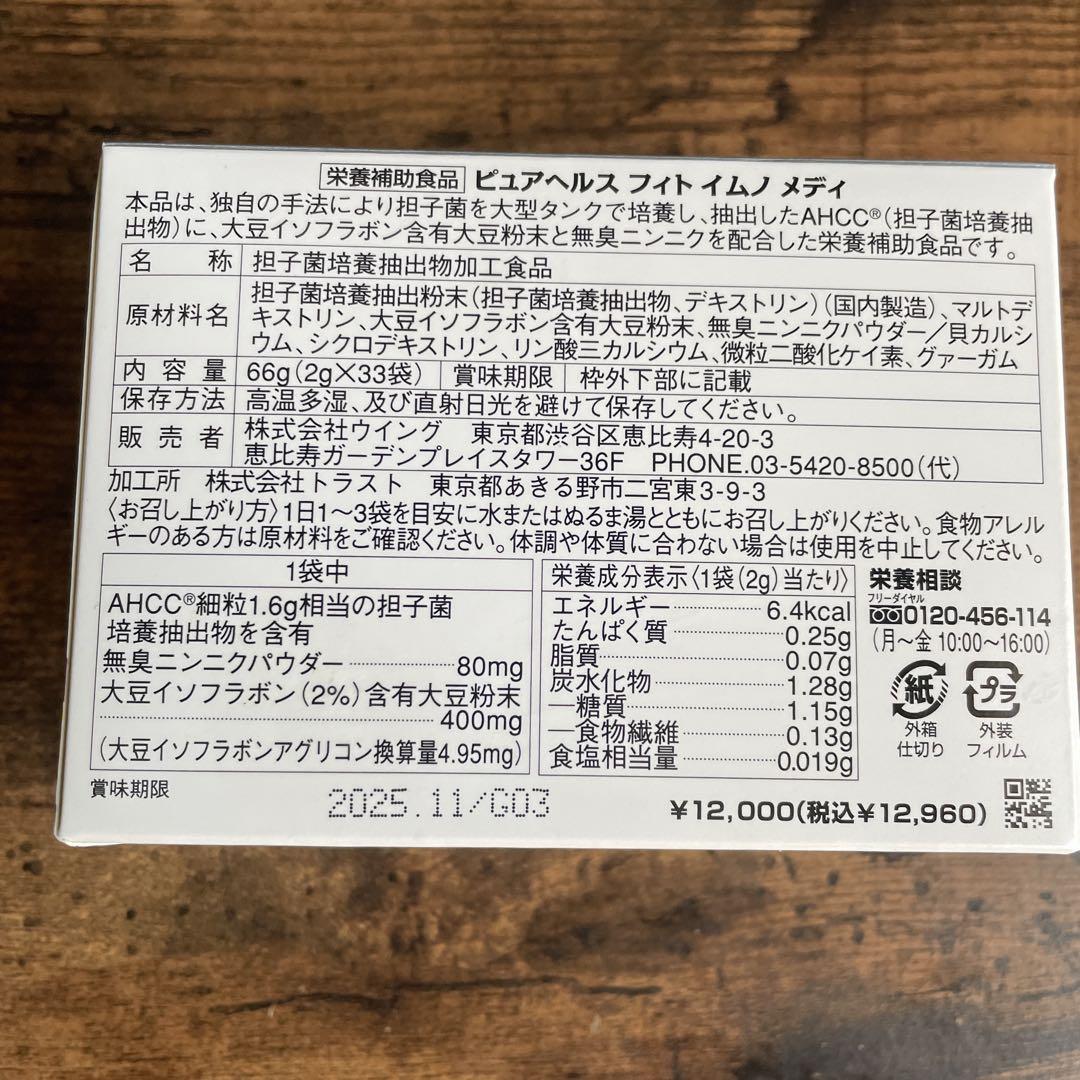 栄養補助食品 ピュアヘルス フィト イムノ メディ
本品は、独自の手法により担子菌を大型タンクで培養し、抽出したAHCC®(担子菌培養抽
出物)に、大豆イソフラボン含有大豆粉末と無臭ニンニクを配合した栄養補助食品です。
名 称 担子菌培養抽出物加工食品
原材料名 担子菌培養抽出粉末(担子菌培養抽出物、デキストリン)(国内製造)、マルトデ
キストリン、大豆イソフラボン含有大豆粉末、無臭ニンニクパウダー/貝カルシ
ウム、シクロデキストリン、リン酸三カルシウム、微粒二酸化ケイ素、グァーガム
内容量 66g(2g×33袋) 賞味期限 枠外下部に記載
保存方法 高温多湿、及び直射日光を避けて保存してください。
販売者 株式会社ウイング 東京都渋谷区恵比寿4-20-3
恵比寿ガーデンプレイスタワー36F PHONE.03-5420-8500(代)
加工所 株式会社トラスト 東京都あきる野市二宮東3-9-3
〈お召し上がり方〉1日1〜3袋を目安に水またはぬるま湯とともにお召し上がりください。食物アレル
ギーのある方は原材料をご確認ください。体調や体質に合わない場合は使用を中止してください。
1袋中
AHCC®細粒1.6g相当の担子菌
培養抽出物を含有
無臭ニンニクパウダー 80mg
大豆イソフラボン(2%)含有大豆粉末
400mg
(大豆イソフラボンアグリコン換算量4.95mg)
栄養成分表示〈1袋(2g)当たり〉
エネルギー 6.4kcal
たんぱく質 0.25g
脂質 0.07g
炭水化物 1.28g
―糖質 1.15g
―食物繊維 0.13g
食塩相当量 0.019g
栄養相談
フリーダイヤル
0120-456-114
(月〜金 10:00〜16:00)
紙 プラ
外箱 外装
仕切り フィルム
賞味期限 2025.11/G03 ¥12,000(税込¥12,960)